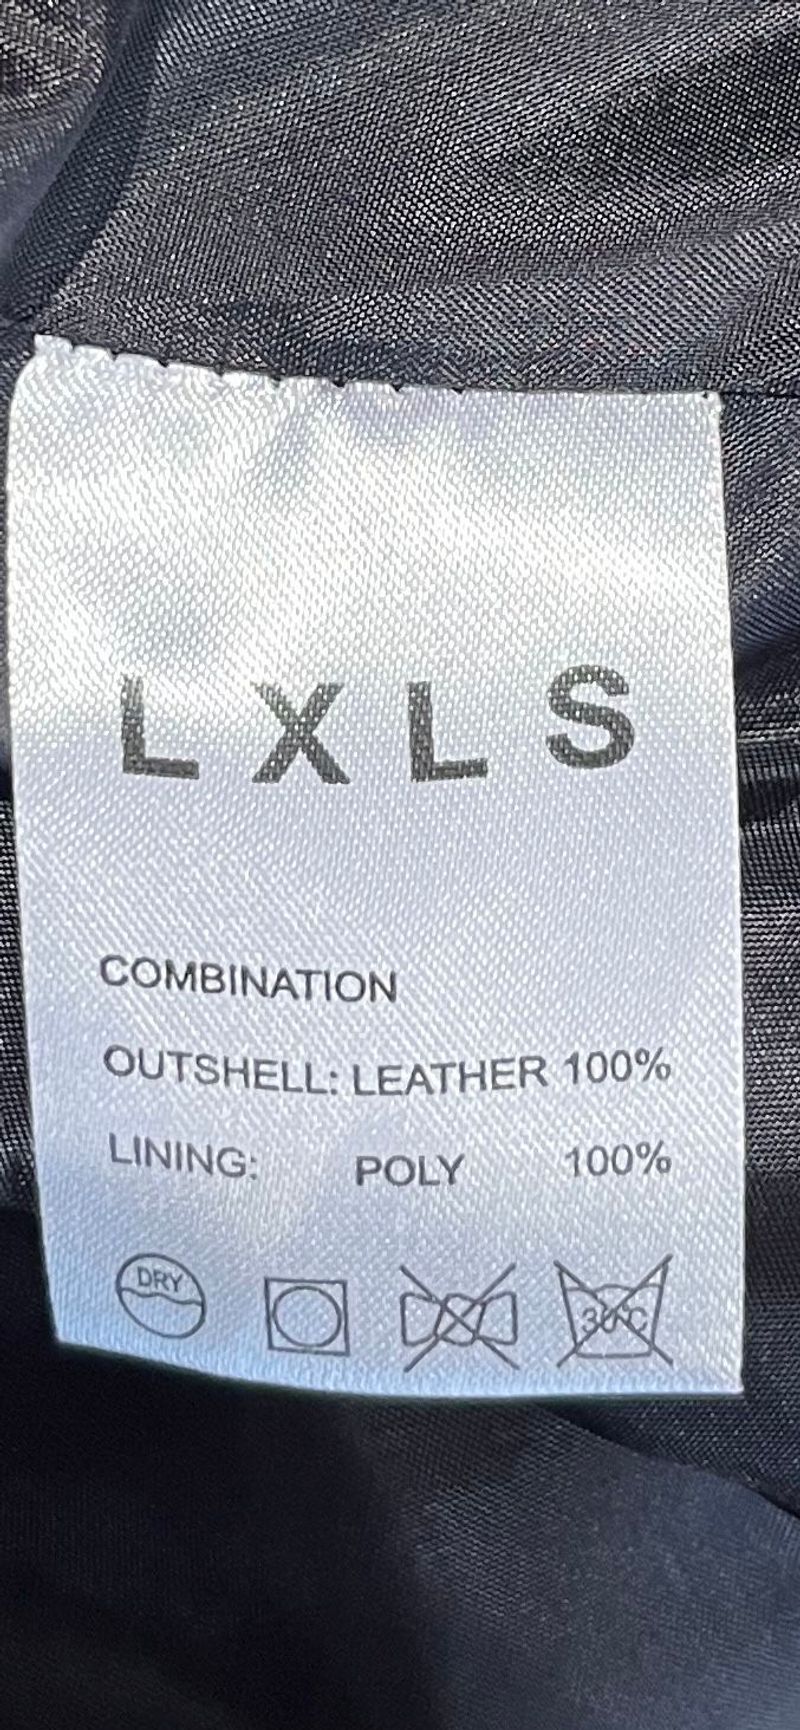 LXLS
COMBINATION
OUTSHELL: LEATHER 100%
LINING: POLY 100%
DRY 30°C